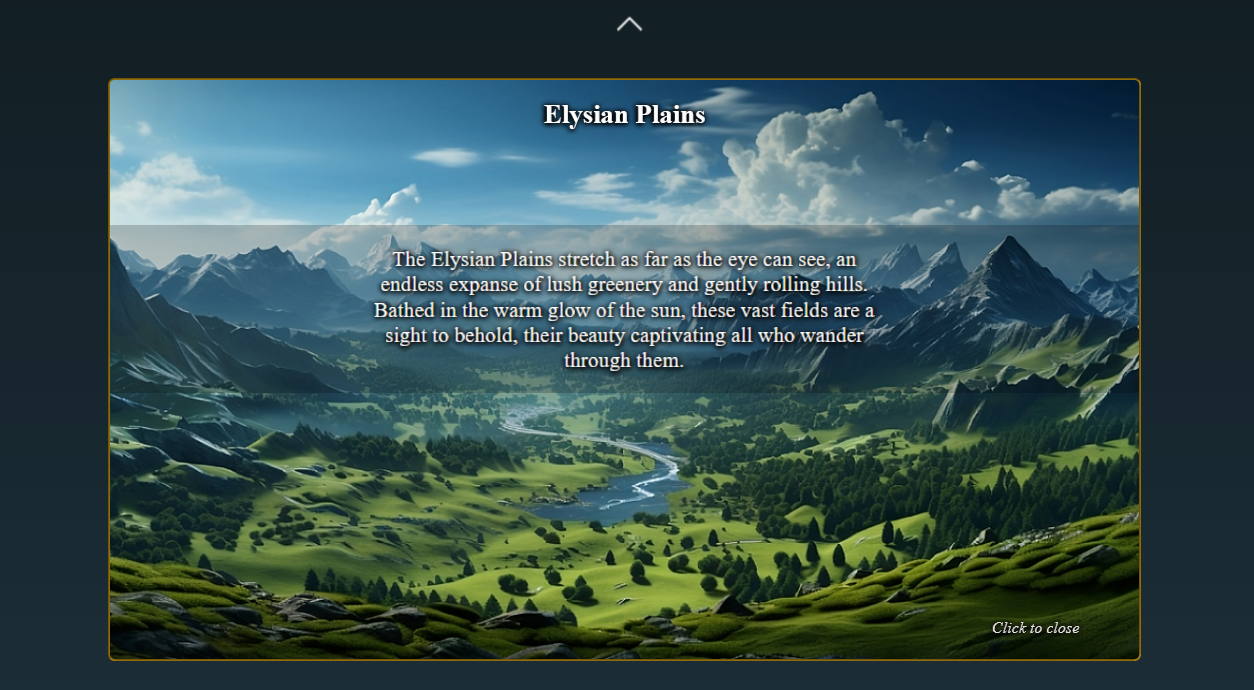 Elysian Plains
The Elysian Plains stretch as far as the eye can see, an
endless expanse of lush greenery and gently rolling hills.
Bathed in the warm glow of the sun, these vast fields are a
sight to behold, their beauty captivating all who wander
through them.
Click to close